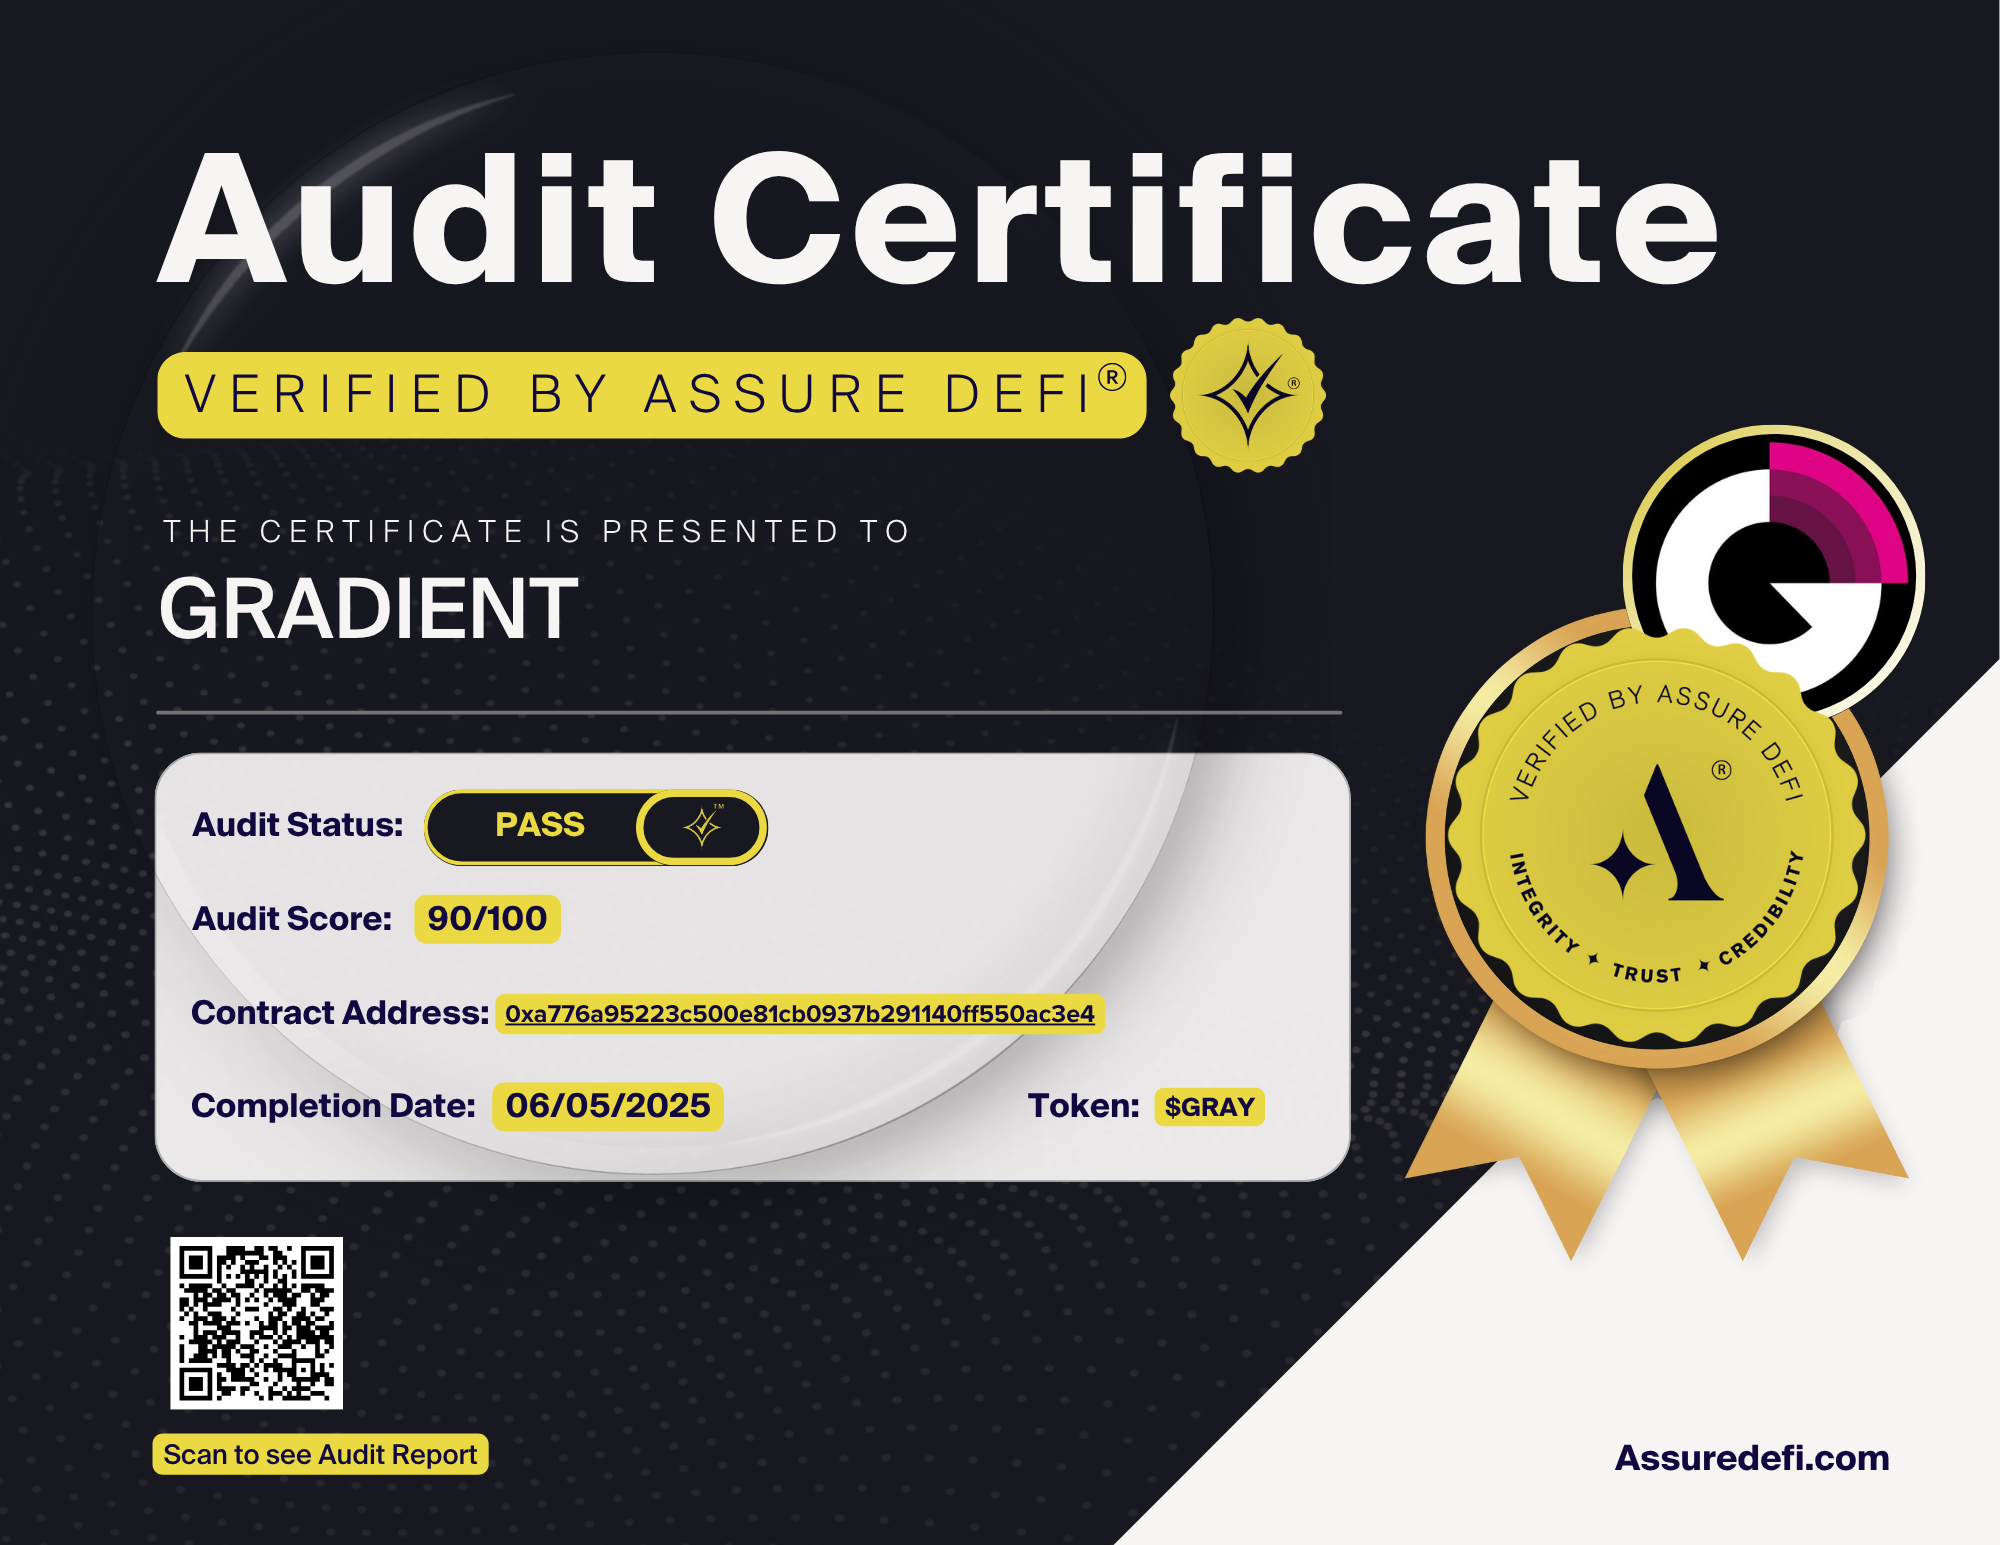 Audit Certificate
VERIFIED BY ASSURE DEFI®
®
THE CERTIFICATE IS PRESENTED TO
GRADIENT
VERIFIED BY ASSURE DEFI
®
INTEGRITY ✦ TRUST ✦ CREDIBILITY
Audit Status: PASS ™
Audit Score: 90/100
Contract Address: 0xa776a95223c500e81cb0937b291140ff550ac3e4
Completion Date: 06/05/2025 Token: $GRAY
Scan to see Audit Report
Assuredefi.com